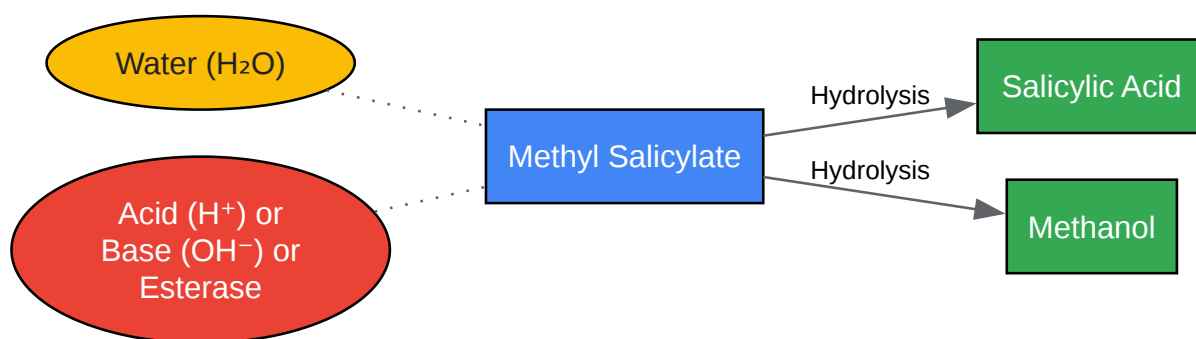 Water (H₂O)
Acid (H⁺) or
Base (OH⁻) or
Esterase
Methyl Salicylate
Hydrolysis
Hydrolysis
Salicylic Acid
Methanol